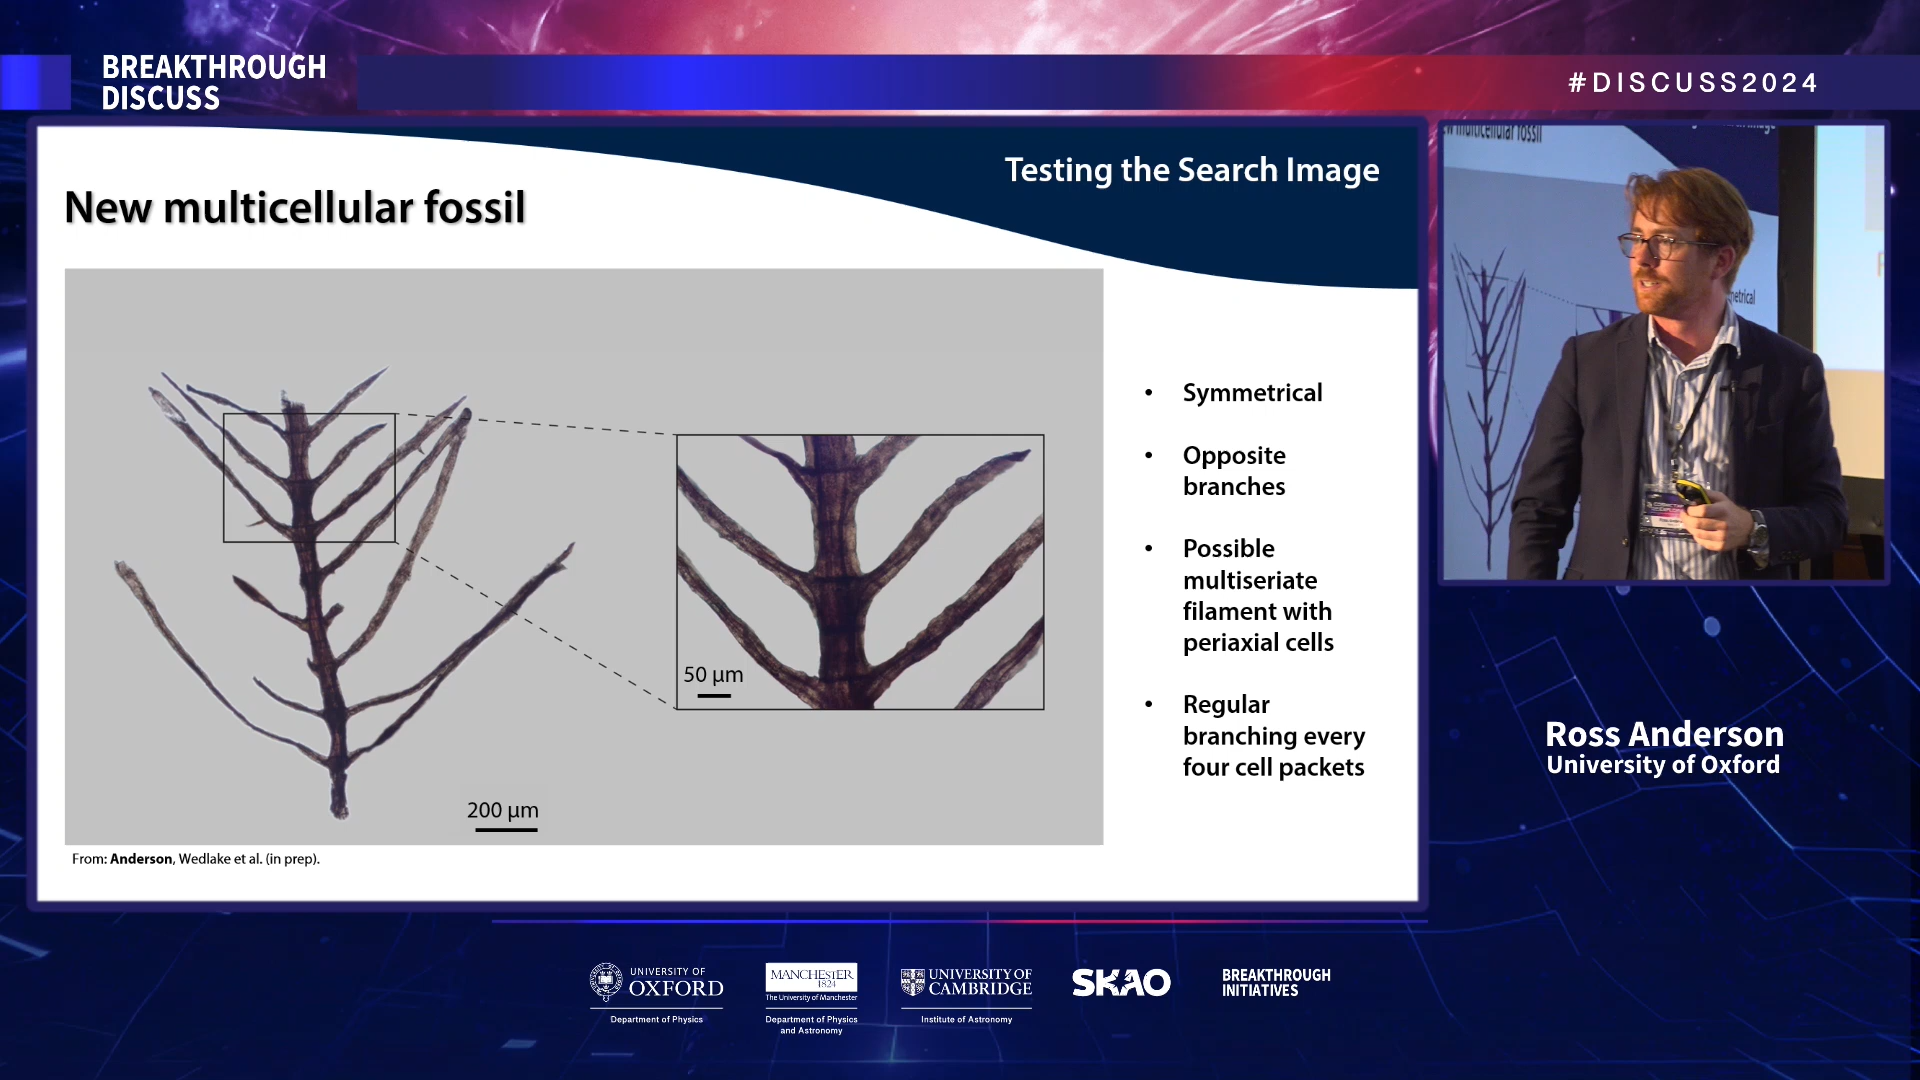 BREAKTHROUGH
DISCUSS
#DISCUSS2024
Testing the Search Image
New multicellular fossil
• Symmetrical
• Opposite
branches
• Possible
multiseriate
filament with
periaxial cells
• Regular
branching every
four cell packets
50 µm
200 µm
From: Anderson, Wedlake et al. (in prep).
Ross Anderson
University of Oxford
UNIVERSITY OF
OXFORD
Department of Physics
MANCHESTER
1824
The University of Manchester
Department of Physics
and Astronomy
UNIVERSITY OF
CAMBRIDGE
Institute of Astronomy
SKAO
BREAKTHROUGH
INITIATIVES